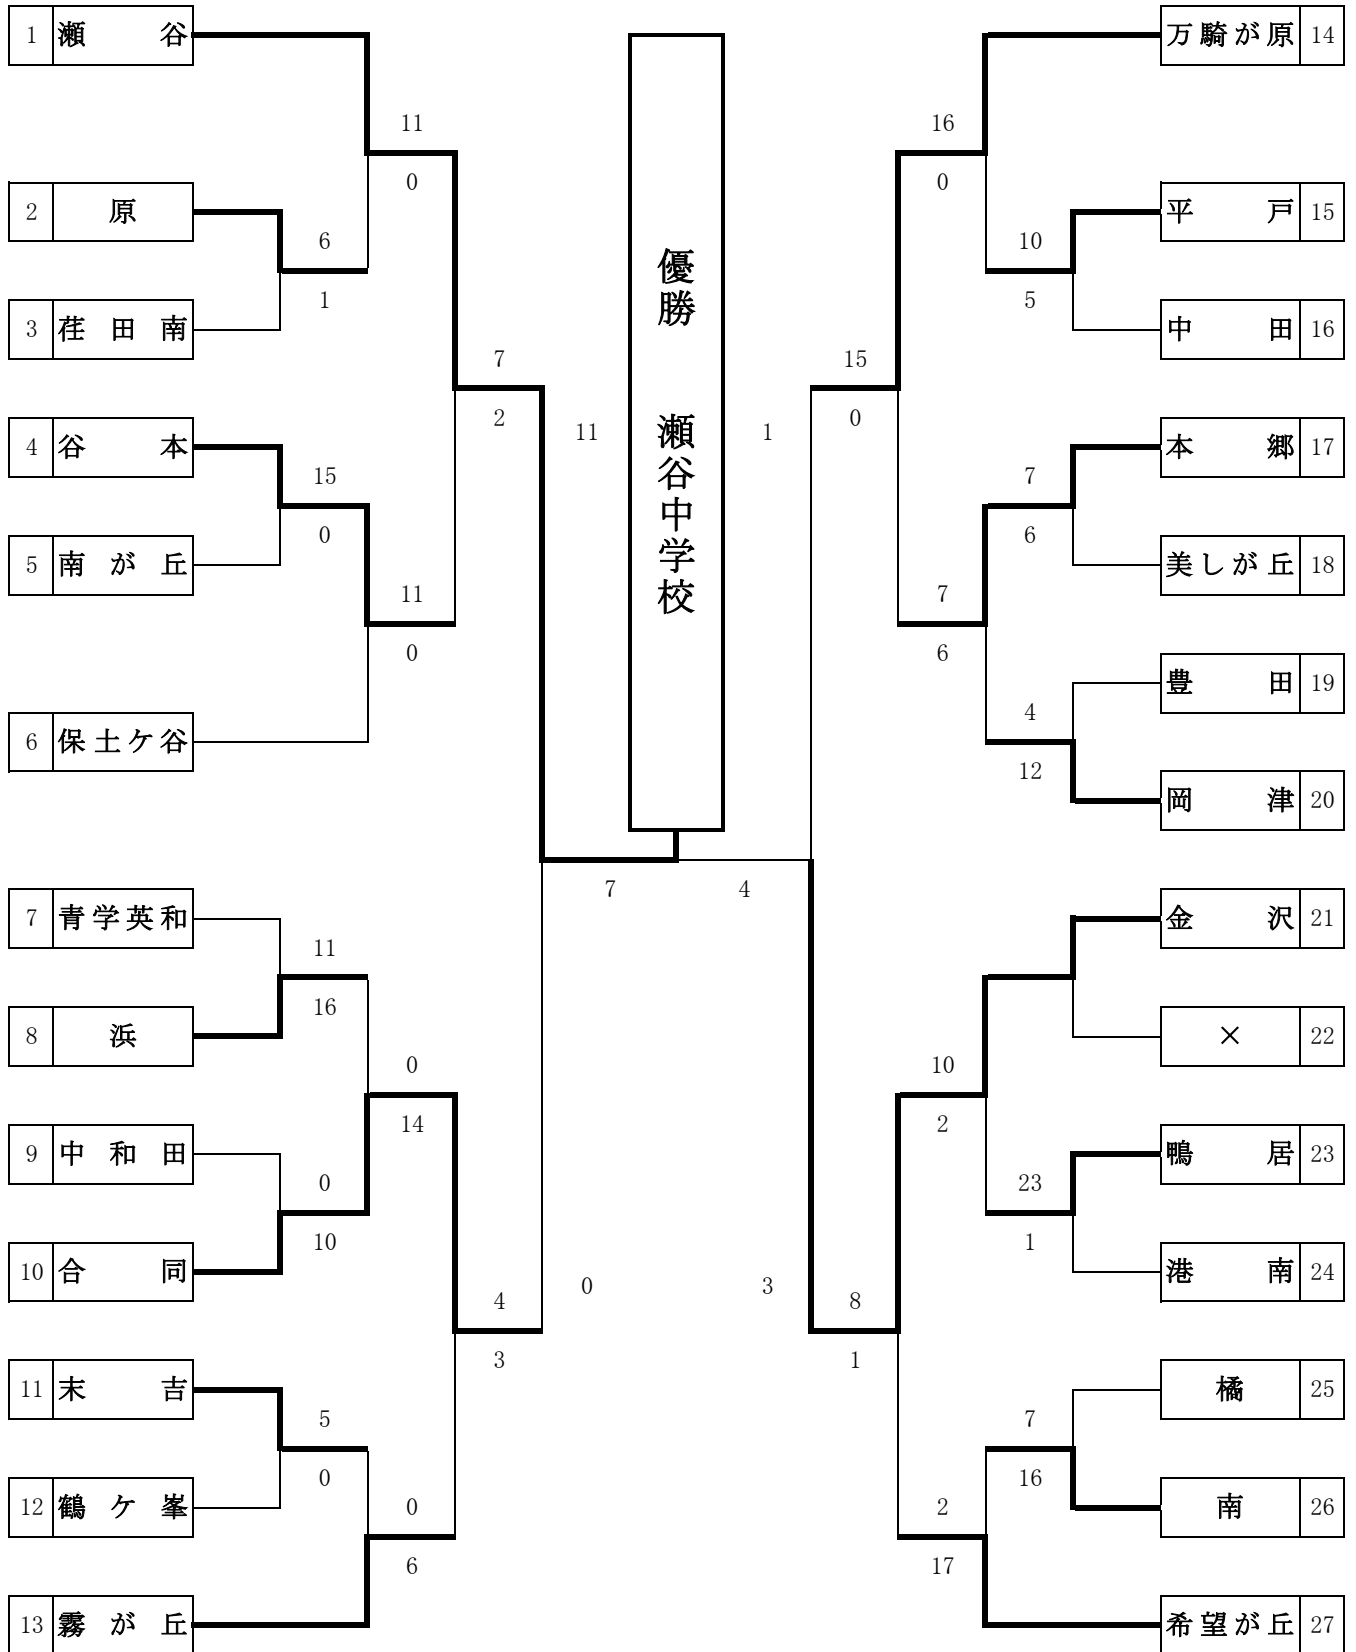 1 瀬谷
2 原
3 荏田南
4 谷本
5 南が丘
6 保土ケ谷
7 青学英和
8 浜
9 中和田
10 合同
11 末吉
12 鶴ケ峯
13 霧が丘
6
1
15
0
11
16
0
10
5
0
11
0
11
0
0
14
0
6
7
2
4
3
11
0
7
優勝 瀬谷中学校
4
1
3
15
0
8
1
16
0
7
6
10
2
2
17
10
5
7
6
4
12
23
1
7
16
万騎が原 14
平戸 15
中田 16
本郷 17
美しが丘 18
豊田 19
岡津 20
金沢 21
× 22
鴨居 23
港南 24
橘 25
南 26
希望が丘 27